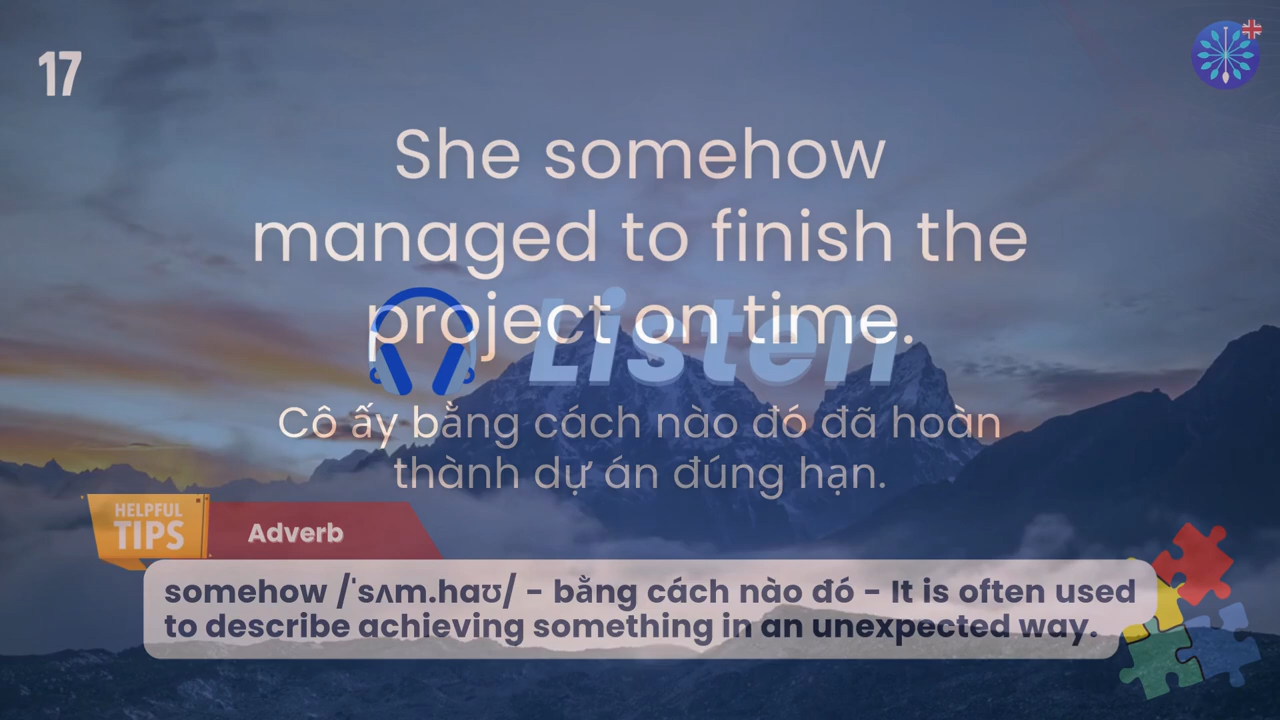 17
She somehow
managed to finish the
project on time.
Listen
Cô ấy bằng cách nào đó đã hoàn
thành dự án đúng hạn.
HELPFUL
TIPS
Adverb
somehow /ˈsʌm.haʊ/ - bằng cách nào đó - It is often used
to describe achieving something in an unexpected way.